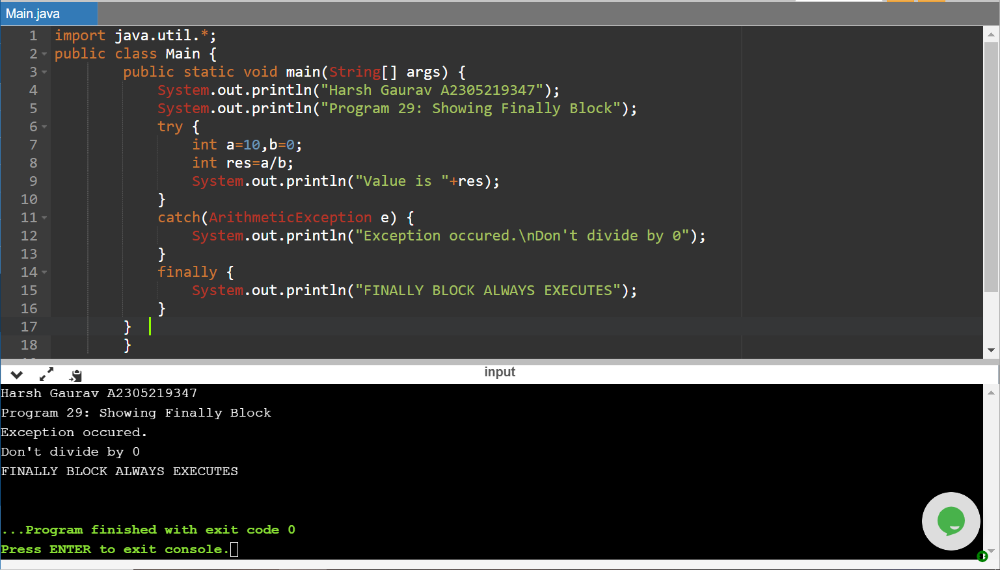 Main.java
1 import java.util.*;
2 public class Main {
3 public static void main(String[] args) {
4 System.out.println("Harsh Gaurav A2305219347");
5 System.out.println("Program 29: Showing Finally Block");
6 try {
7 int a=10,b=0;
8 int res=a/b;
9 System.out.println("Value is "+res);
10 }
11 catch(ArithmeticException e) {
12 System.out.println("Exception occured.\nDon't divide by 0");
13 }
14 finally {
15 System.out.println("FINALLY BLOCK ALWAYS EXECUTES");
16 }
17 }
18 }
input
Harsh Gaurav A2305219347
Program 29: Showing Finally Block
Exception occured.
Don't divide by 0
FINALLY BLOCK ALWAYS EXECUTES
...Program finished with exit code 0
Press ENTER to exit console.